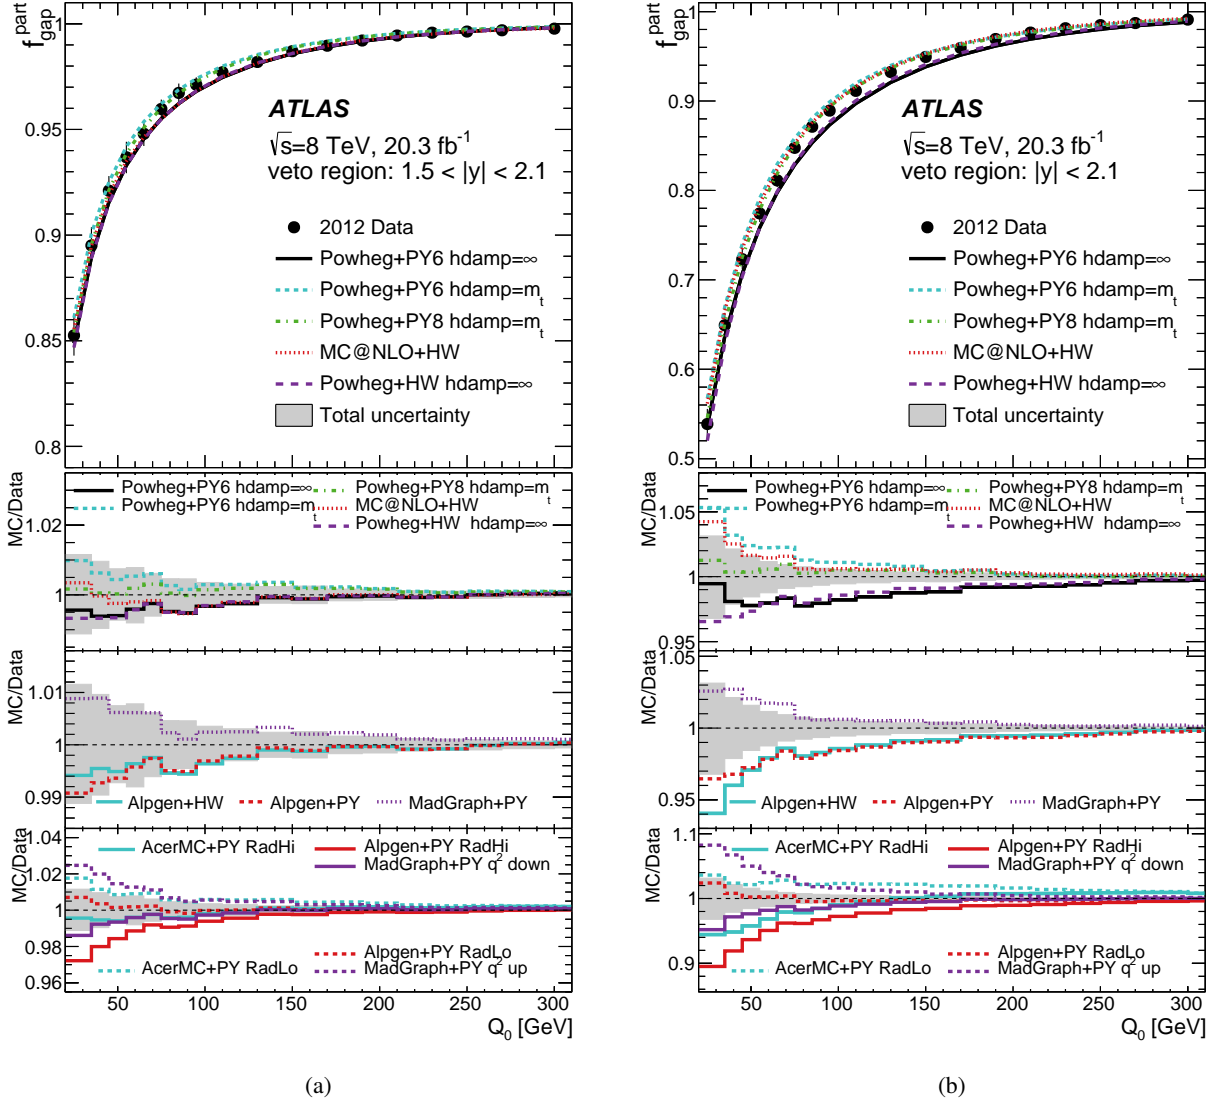 f_gap^part
1
0.95
0.9
0.85
0.8
ATLAS
√s=8 TeV, 20.3 fb⁻¹
veto region: 1.5 < |y| < 2.1
2012 Data
Powheg+PY6 hdamp=∞
Powheg+PY6 hdamp=m_t
Powheg+PY8 hdamp=m_t
MC@NLO+HW
Powheg+HW hdamp=∞
Total uncertainty
MC/Data
1.02
1
Powheg+PY6 hdamp=∞
Powheg+PY8 hdamp=m_t
Powheg+PY6 hdamp=m_t
MC@NLO+HW
Powheg+HW hdamp=∞
MC/Data
1.01
1
0.99
Alpgen+HW
Alpgen+PY
MadGraph+PY
MC/Data
1.04
1.02
1
0.98
0.96
AcerMC+PY RadHi
Alpgen+PY RadHi
MadGraph+PY q² down
Alpgen+PY RadLo
AcerMC+PY RadLo
MadGraph+PY q² up
50 100 150 200 250 300
Q₀ [GeV]
(a)
f_gap^part
1
0.9
0.8
0.7
0.6
0.5
ATLAS
√s=8 TeV, 20.3 fb⁻¹
veto region: |y| < 2.1
2012 Data
Powheg+PY6 hdamp=∞
Powheg+PY6 hdamp=m_t
Powheg+PY8 hdamp=m_t
MC@NLO+HW
Powheg+HW hdamp=∞
Total uncertainty
MC/Data
1.05
1
0.95
Powheg+PY6 hdamp=∞
Powheg+PY8 hdamp=m_t
Powheg+PY6 hdamp=m_t
MC@NLO+HW
Powheg+HW hdamp=∞
MC/Data
1.05
1
0.95
Alpgen+HW
Alpgen+PY
MadGraph+PY
MC/Data
1.1
1
0.9
AcerMC+PY RadHi
Alpgen+PY RadHi
MadGraph+PY q² down
Alpgen+PY RadLo
AcerMC+PY RadLo
MadGraph+PY q² up
50 100 150 200 250 300
Q₀ [GeV]
(b)